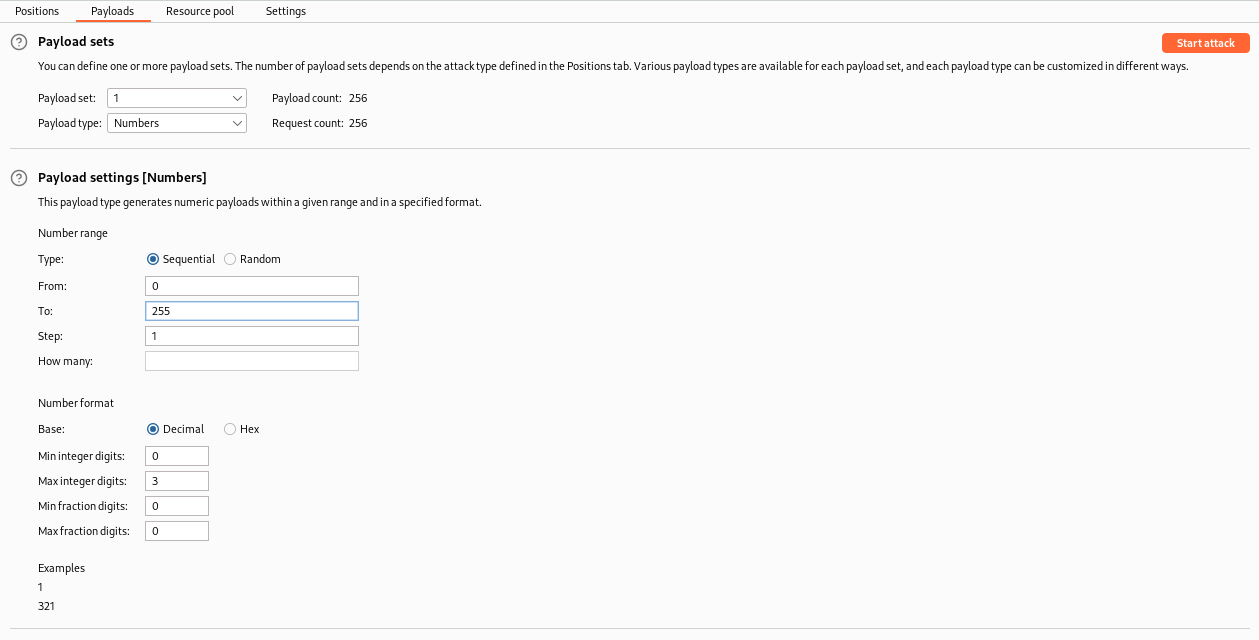 Positions Payloads Resource pool Settings
? Payload sets Start attack
You can define one or more payload sets. The number of payload sets depends on the attack type defined in the Positions tab. Various payload types are available for each payload set, and each payload type can be customized in different ways.
Payload set: 1 Payload count: 256
Payload type: Numbers Request count: 256
? Payload settings [Numbers]
This payload type generates numeric payloads within a given range and in a specified format.
Number range
Type: Sequential Random
From: 0
To: 255
Step: 1
How many:
Number format
Base: Decimal Hex
Min integer digits: 0
Max integer digits: 3
Min fraction digits: 0
Max fraction digits: 0
Examples
1
321